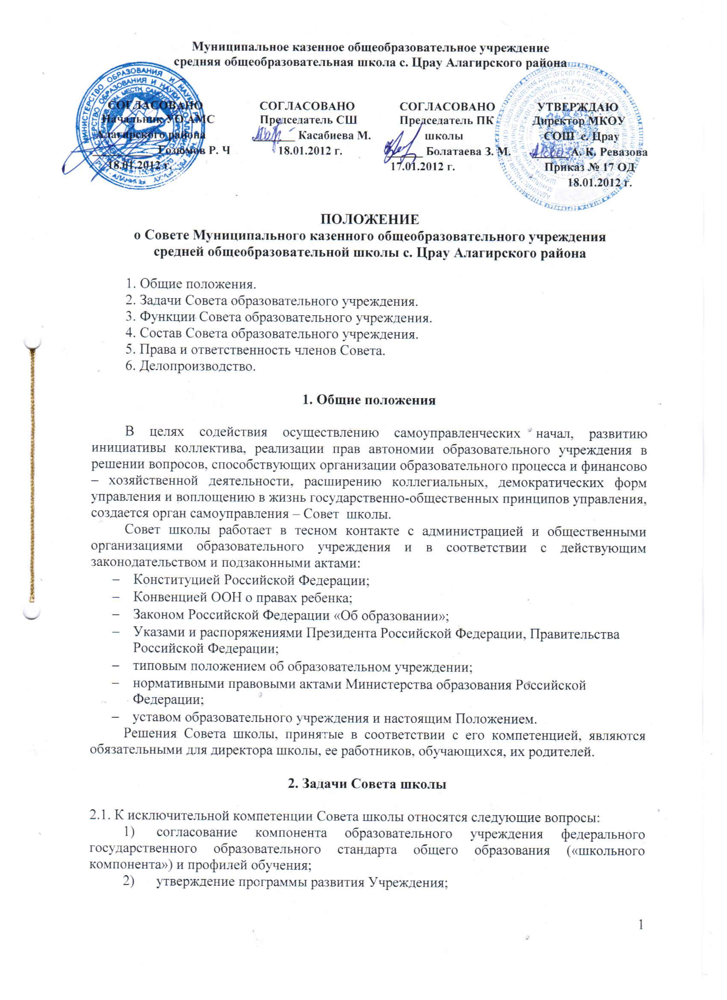 Муниципальное казенное общеобразовательное учреждение
средняя общеобразовательная школа с. Црау Алагирского района
СОГЛАСОВАНО
Начальник УО АМС
Алагирского района
Гозюмов Р. Ч
18.01.2012 г.
СОГЛАСОВАНО
Председатель СШ
Касабиева М.
18.01.2012 г.
СОГЛАСОВАНО
Председатель ПК
школы
Болатаева З. М.
17.01.2012 г.
УТВЕРЖДАЮ
Директор МКОУ
СОШ с. Црау
А. К. Ревазова
Приказ № 17 ОД
18.01.2012 г.
ПОЛОЖЕНИЕ
о Совете Муниципального казенного общеобразовательного учреждения
средней общеобразовательной школы с. Црау Алагирского района
1. Общие положения.
2. Задачи Совета образовательного учреждения.
3. Функции Совета образовательного учреждения.
4. Состав Совета образовательного учреждения.
5. Права и ответственность членов Совета.
6. Делопроизводство.
1. Общие положения
В целях содействия осуществлению самоуправленческих начал, развитию
инициативы коллектива, реализации прав автономии образовательного учреждения в
решении вопросов, способствующих организации образовательного процесса и финансово
– хозяйственной деятельности, расширению коллегиальных, демократических форм
управления и воплощению в жизнь государственно-общественных принципов управления,
создается орган самоуправления – Совет школы.
Совет школы работает в тесном контакте с администрацией и общественными
организациями образовательного учреждения и в соответствии с действующим
законодательством и подзаконными актами:
– Конституцией Российской Федерации;
– Конвенцией ООН о правах ребенка;
– Законом Российской Федерации «Об образовании»;
– Указами и распоряжениями Президента Российской Федерации, Правительства
Российской Федерации;
– типовым положением об образовательном учреждении;
– нормативными правовыми актами Министерства образования Российской
Федерации;
– уставом образовательного учреждения и настоящим Положением.
Решения Совета школы, принятые в соответствии с его компетенцией, являются
обязательными для директора школы, ее работников, обучающихся, их родителей.
2. Задачи Совета школы
2.1. К исключительной компетенции Совета школы относятся следующие вопросы:
1) согласование компонента образовательного учреждения федерального
государственного образовательного стандарта общего образования («школьного
компонента») и профилей обучения;
2) утверждение программы развития Учреждения;
1